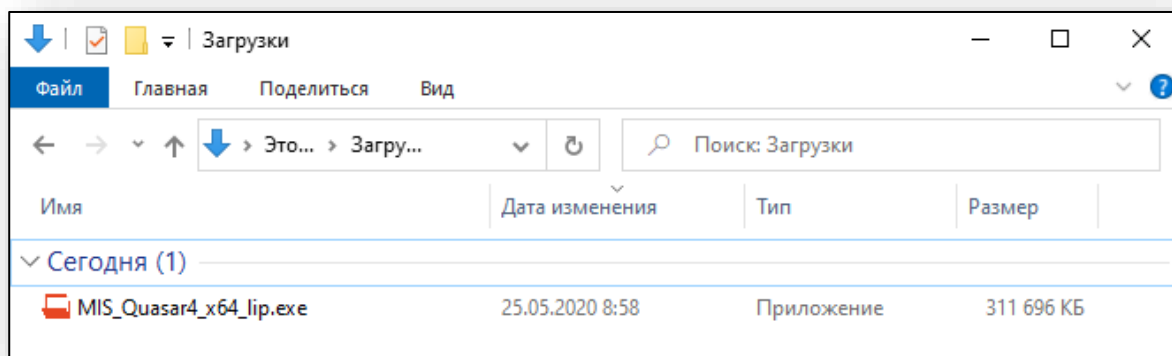 Загрузки
Файл Главная Поделиться Вид
Это... Загру... Поиск: Загрузки
Имя Дата изменения Тип Размер
Сегодня (1)
MIS_Quasar4_x64_lip.exe 25.05.2020 8:58 Приложение 311 696 КБ